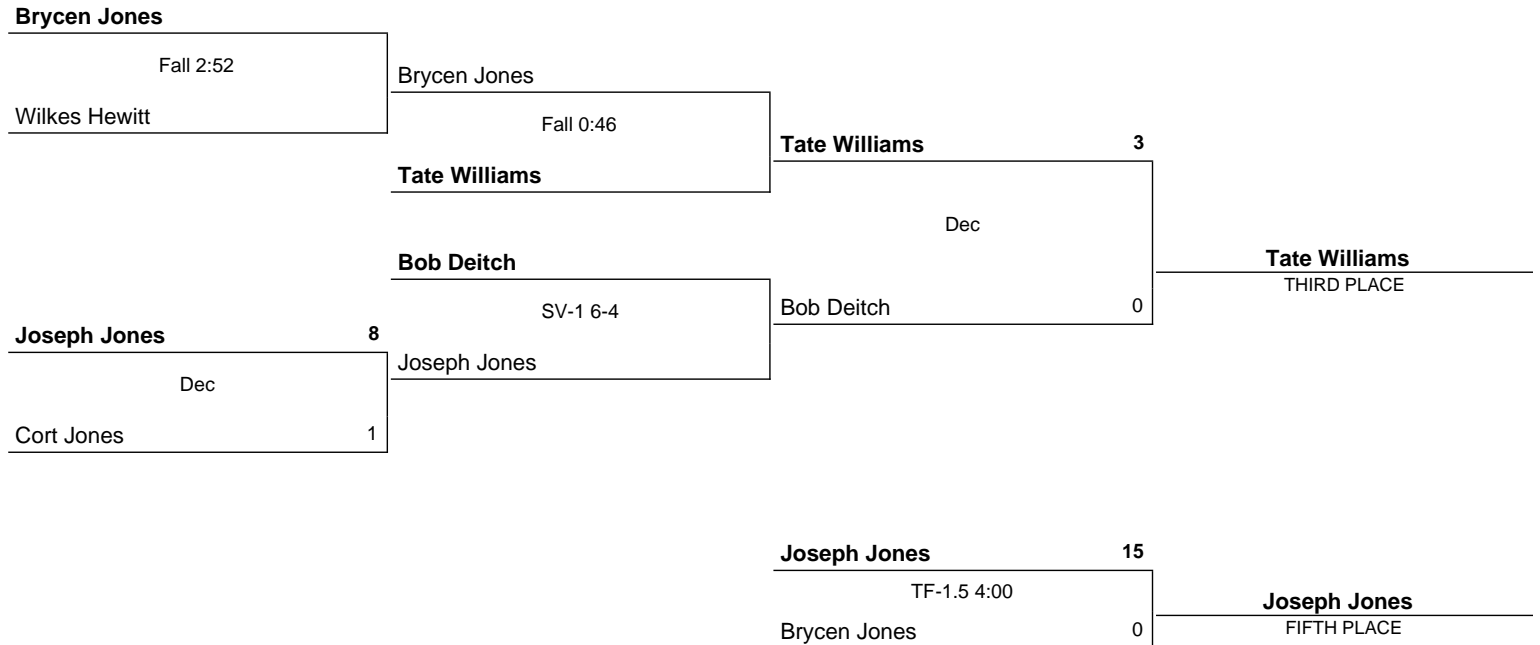 Brycen Jones
Fall 2:52
Wilkes Hewitt
Brycen Jones
Fall 0:46
Tate Williams
Tate Williams 3
Dec
Bob Deitch 0
Bob Deitch
SV-1 6-4
Joseph Jones
Joseph Jones 8
Dec
Cort Jones 1
Tate Williams
THIRD PLACE
Joseph Jones 15
TF-1.5 4:00
Brycen Jones 0
Joseph Jones
FIFTH PLACE